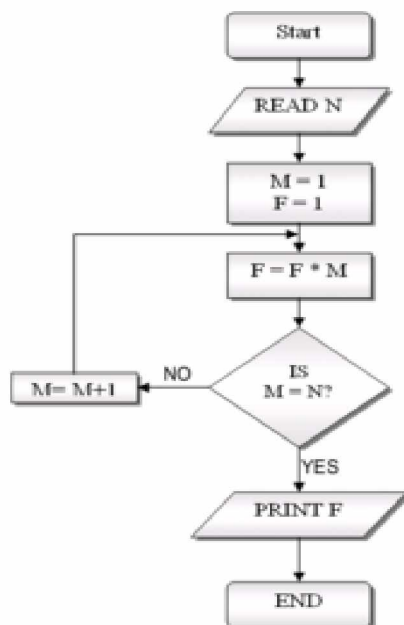 Start
READ N
M = 1
F = 1
F = F * M
IS
M = N?
NO
M= M+1
YES
PRINT F
END